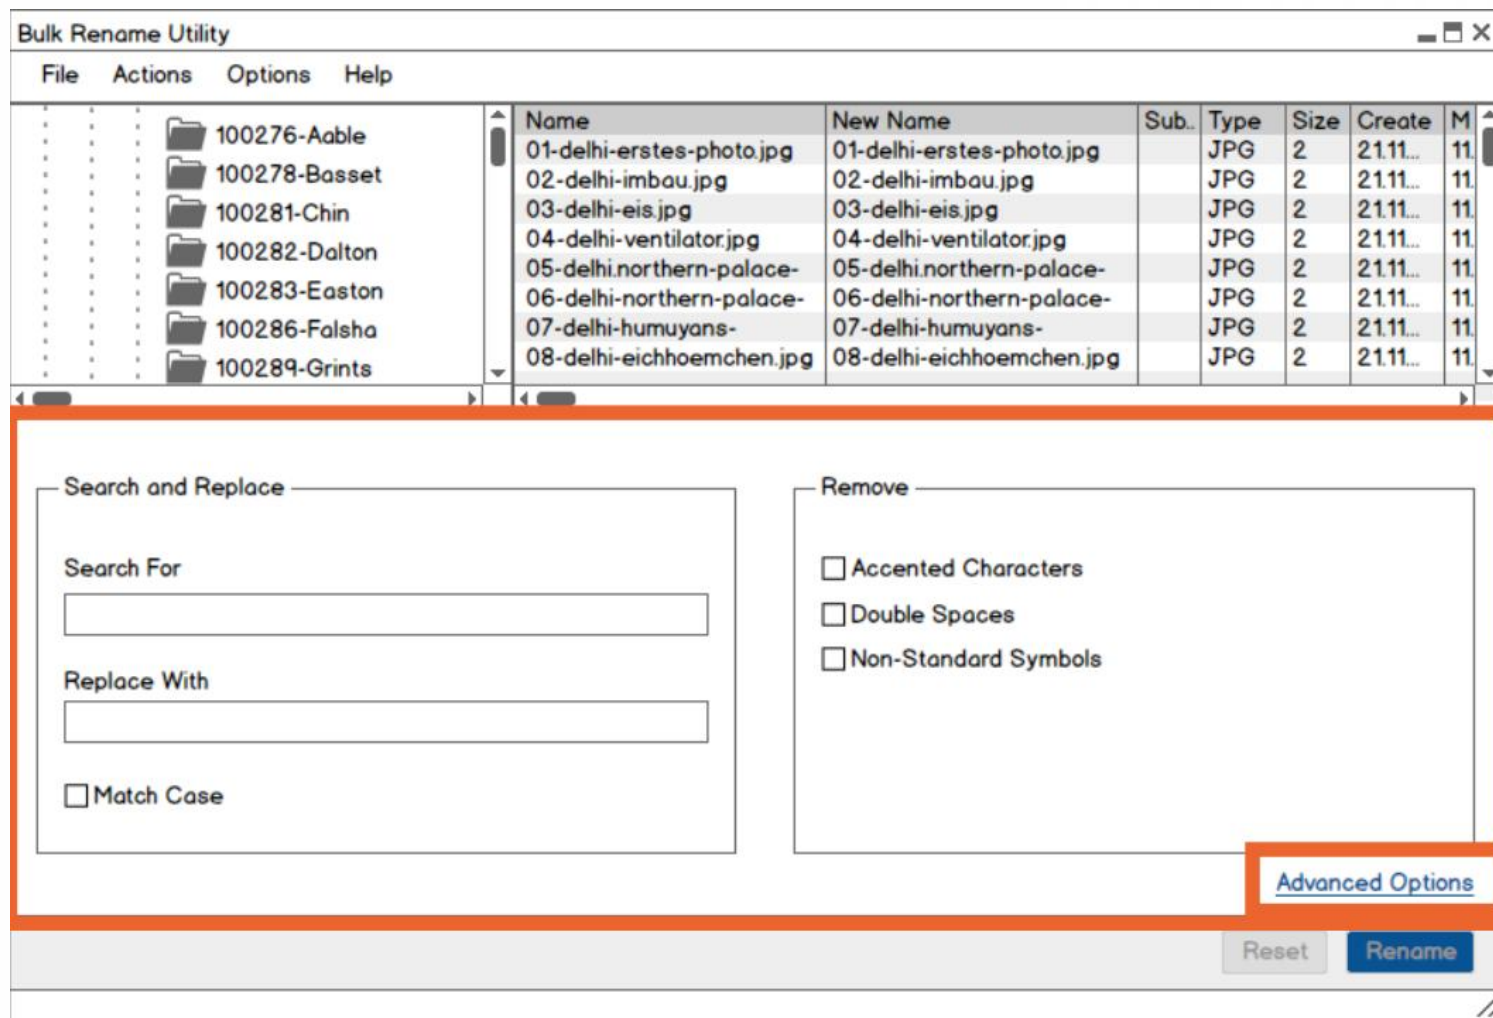 Bulk Rename Utility
File Actions Options Help
100276-Aable
100278-Basset
100281-Chin
100282-Dalton
100283-Easton
100286-Falsha
100289-Grints
Name New Name Sub.. Type Size Create M
01-delhi-erstes-photo.jpg 01-delhi-erstes-photo.jpg JPG 2 21.11... 11.
02-delhi-imbau.jpg 02-delhi-imbau.jpg JPG 2 21.11... 11.
03-delhi-eis.jpg 03-delhi-eis.jpg JPG 2 21.11... 11.
04-delhi-ventilator.jpg 04-delhi-ventilator.jpg JPG 2 21.11... 11.
05-delhi.northern-palace- 05-delhi.northern-palace- JPG 2 21.11... 11.
06-delhi-northern-palace- 06-delhi-northern-palace- JPG 2 21.11... 11.
07-delhi-humuyans- 07-delhi-humuyans- JPG 2 21.11... 11.
08-delhi-eichhoemchen.jpg 08-delhi-eichhoemchen.jpg JPG 2 21.11... 11.
Search and Replace
Search For
Replace With
Match Case
Remove
Accented Characters
Double Spaces
Non-Standard Symbols
Advanced Options
Reset Rename